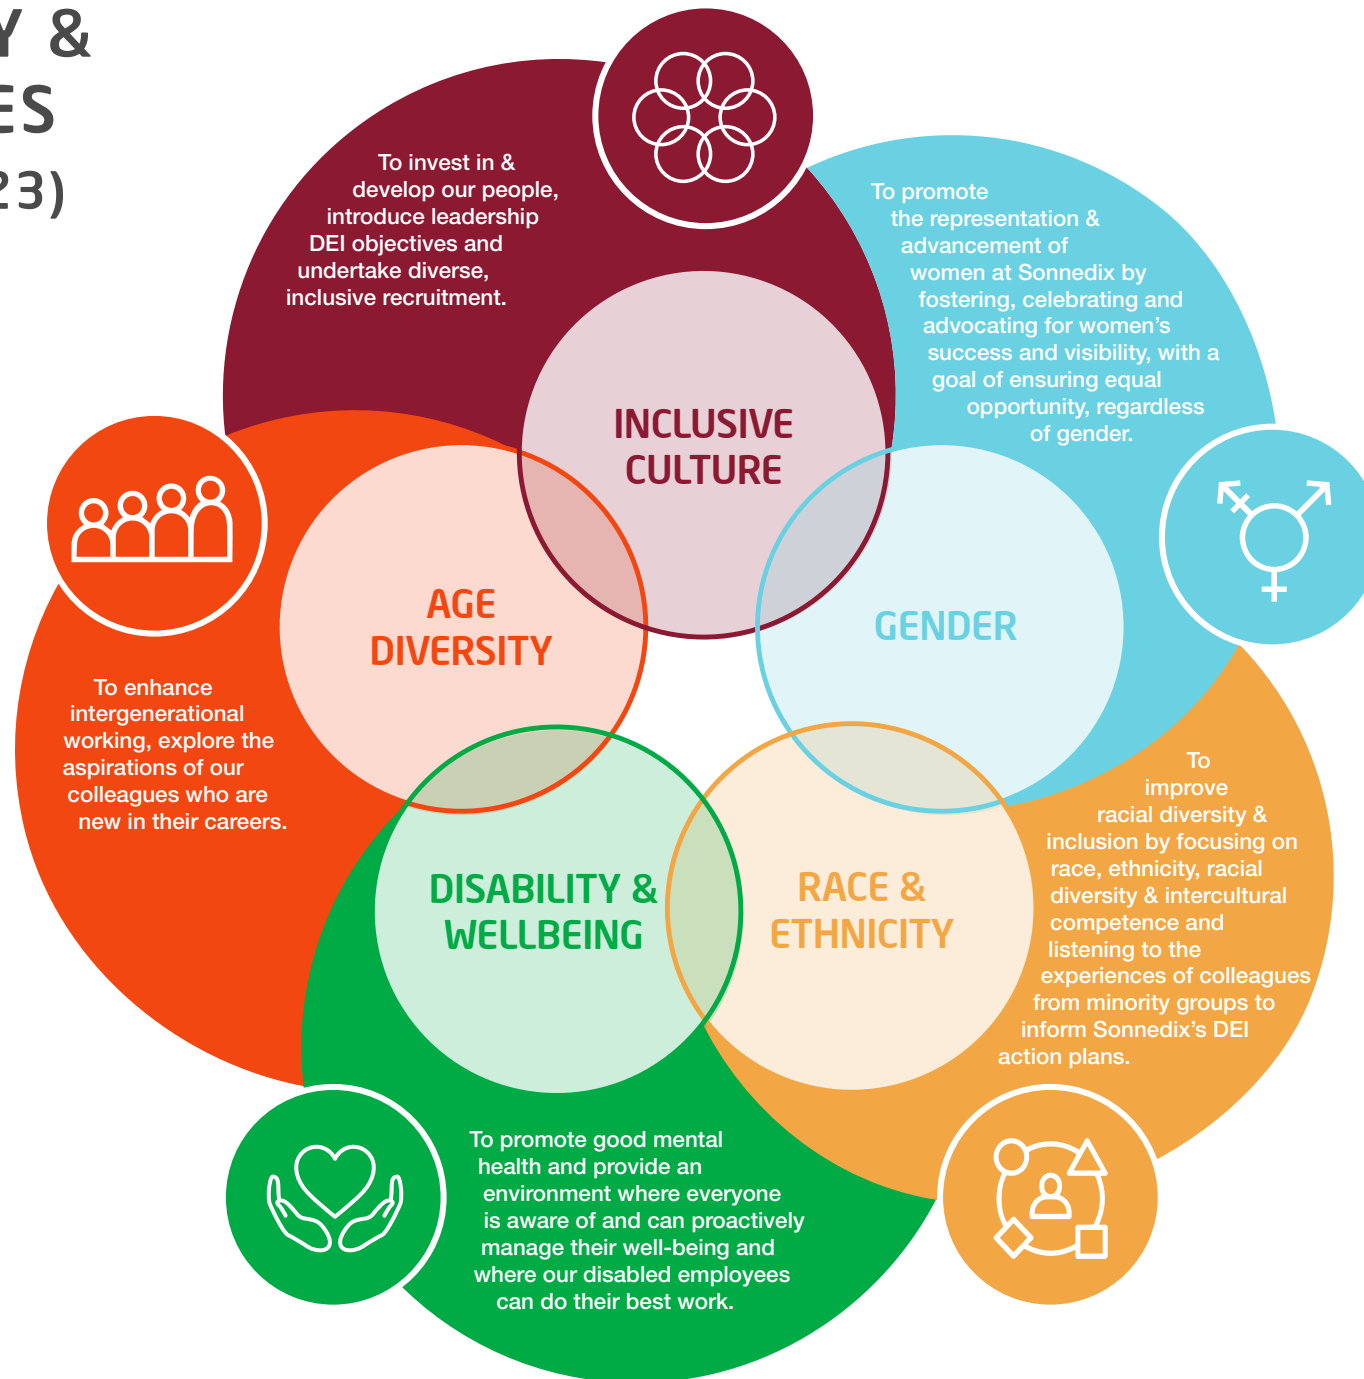 Y &
ES
23)
To invest in &
develop our people,
introduce leadership
DEI objectives and
undertake diverse,
inclusive recruitment.
To promote
the representation &
advancement of
women at Sonnedix by
fostering, celebrating and
advocating for women's
success and visibility, with a
goal of ensuring equal
opportunity, regardless
of gender.
INCLUSIVE
CULTURE
AGE
DIVERSITY
GENDER
To enhance
intergenerational
working, explore the
aspirations of our
colleagues who are
new in their careers.
To
improve
racial diversity &
inclusion by focusing on
race, ethnicity, racial
diversity & intercultural
competence and
listening to the
experiences of colleagues
from minority groups to
inform Sonnedix's DEI
action plans.
DISABILITY &
WELLBEING
RACE &
ETHNICITY
To promote good mental
health and provide an
environment where everyone
is aware of and can proactively
manage their well-being and
where our disabled employees
can do their best work.